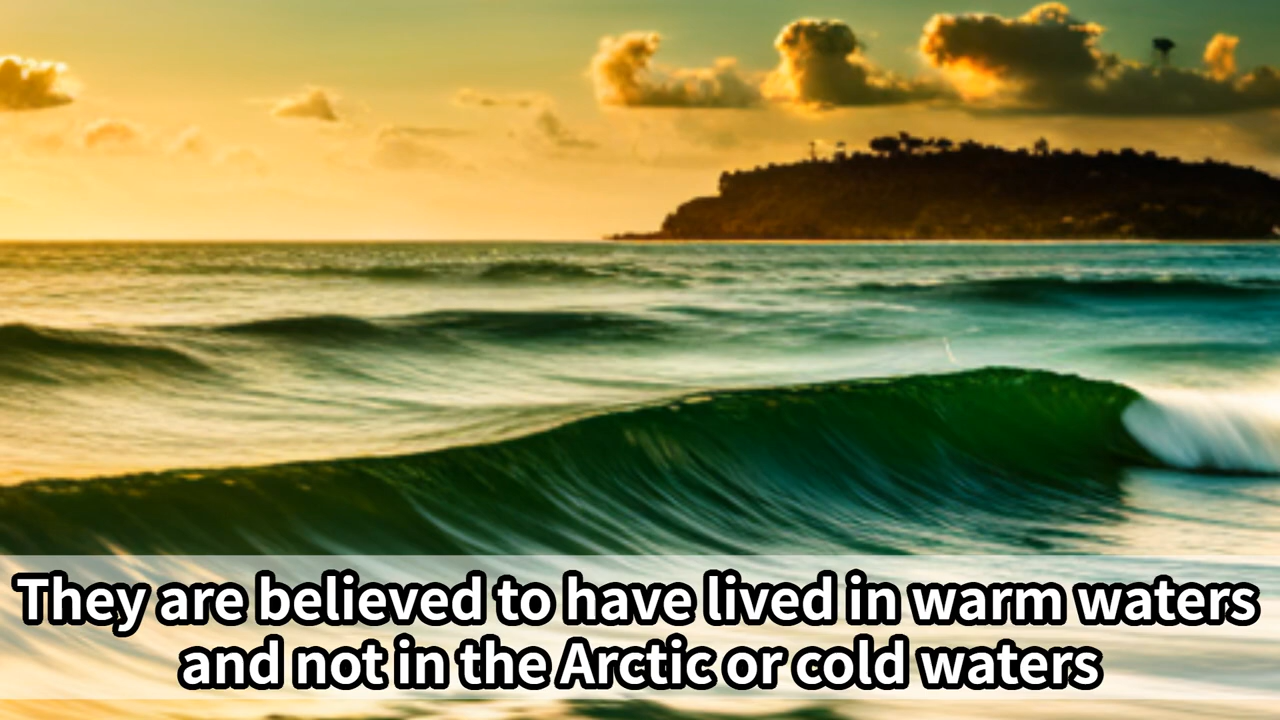 They are believed to have lived in warm waters
and not in the Arctic or cold waters